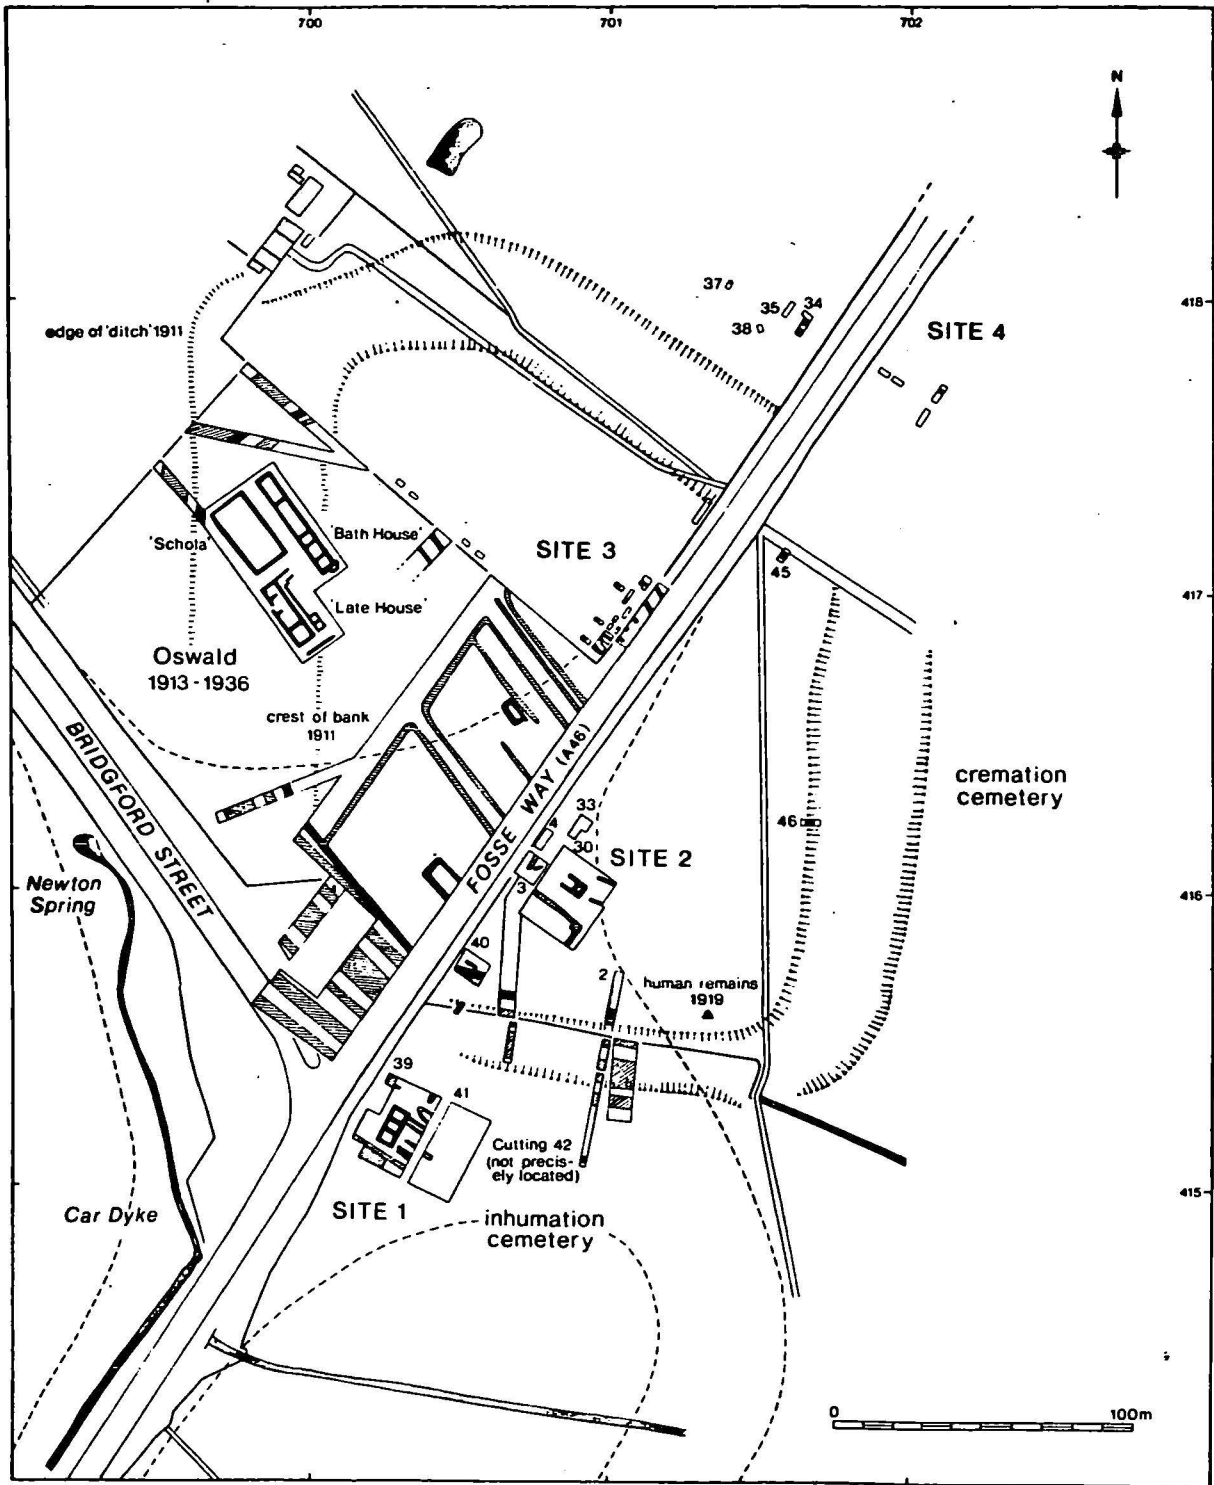 700
701
702
N
37
35
34
38
418
SITE 4
edge of 'ditch' 1911
'Schola'
'Bath House'
SITE 3
45
417
'Late House'
Oswald
1913 - 1936
crest of bank
1911
BRIDGFORD STREET
FOSSE WAY (A46)
cremation
cemetery
33
4
46
30
SITE 2
3
Newton
Spring
416
40
2
human remains
1919
39
41
Cutting 42
(not precis-
ely located)
SITE 1
415
Car Dyke
inhumation
cemetery
0
100m